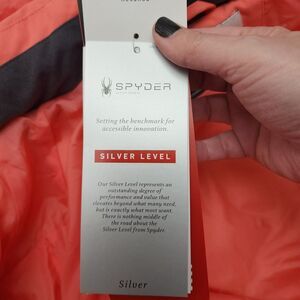 SPYDER
Setting the benchmark for
accessible innovation.
SILVER LEVEL
Our Silver Level represents an
outstanding degree of
performance and value that
elevates beyond what many need,
but is exactly what most want.
There is nothing middle of
the road about the
Silver Level from Spyder.
Silver